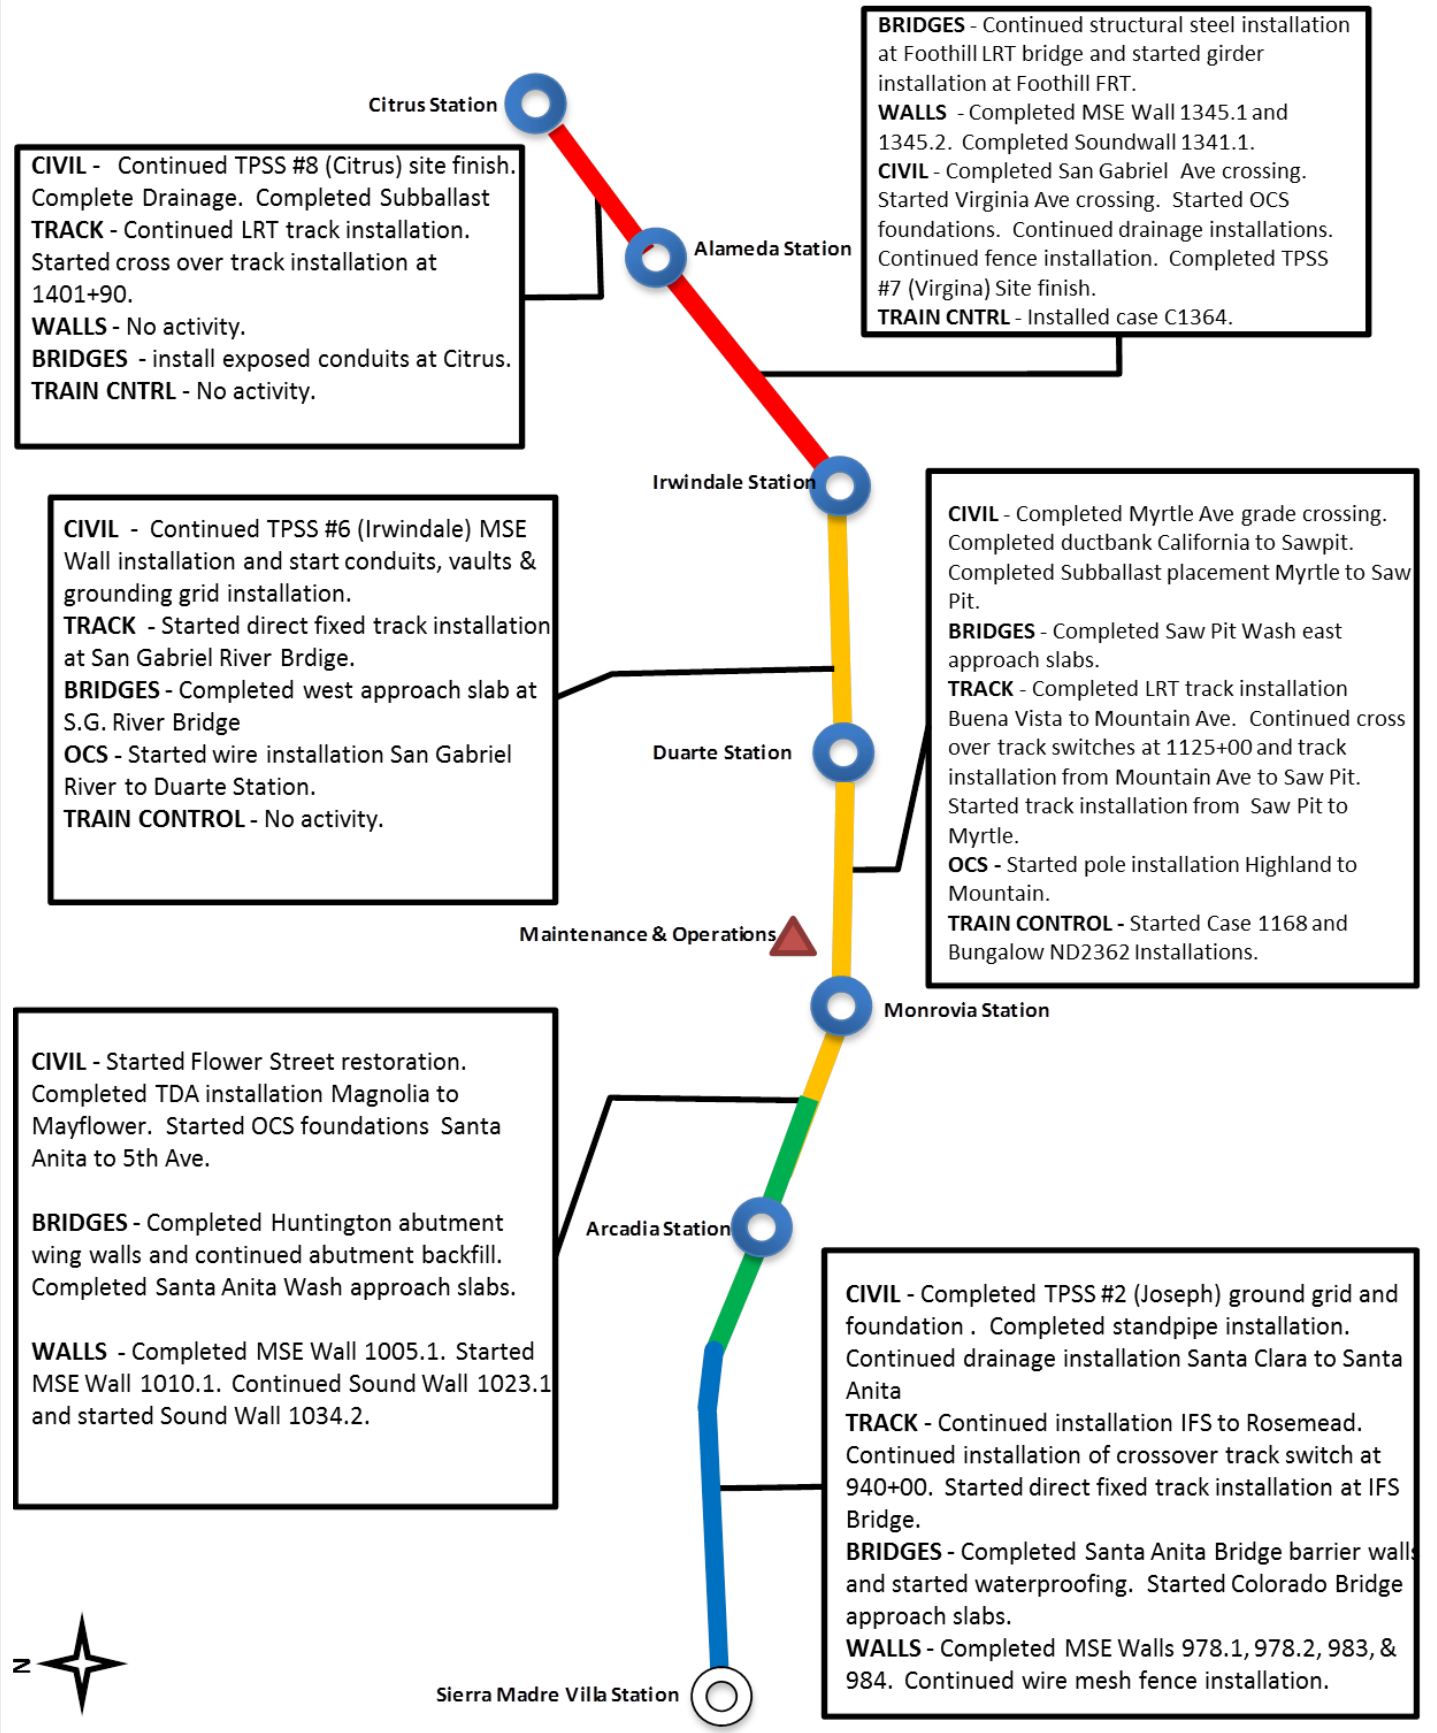 BRIDGES - Continued structural steel installation
at Foothill LRT bridge and started girder
installation at Foothill FRT.
WALLS - Completed MSE Wall 1345.1 and
1345.2. Completed Soundwall 1341.1.
CIVIL - Completed San Gabriel Ave crossing.
Started Virginia Ave crossing. Started OCS
foundations. Continued drainage installations.
Continued fence installation. Completed TPSS
#7 (Virgina) Site finish.
TRAIN CNTRL - Installed case C1364.
Citrus Station
CIVIL - Continued TPSS #8 (Citrus) site finish.
Complete Drainage. Completed Subballast
TRACK - Continued LRT track installation.
Started cross over track installation at
1401+90.
WALLS - No activity.
BRIDGES - install exposed conduits at Citrus.
TRAIN CNTRL - No activity.
Alameda Station
Irwindale Station
CIVIL - Continued TPSS #6 (Irwindale) MSE
Wall installation and start conduits, vaults &
grounding grid installation.
TRACK - Started direct fixed track installation
at San Gabriel River Brdige.
BRIDGES - Completed west approach slab at
S.G. River Bridge
OCS - Started wire installation San Gabriel
River to Duarte Station.
TRAIN CONTROL - No activity.
CIVIL - Completed Myrtle Ave grade crossing.
Completed ductbank California to Sawpit.
Completed Subballast placement Myrtle to Saw
Pit.
BRIDGES - Completed Saw Pit Wash east
approach slabs.
TRACK - Completed LRT track installation
Buena Vista to Mountain Ave. Continued cross
over track switches at 1125+00 and track
installation from Mountain Ave to Saw Pit.
Started track installation from Saw Pit to
Myrtle.
OCS - Started pole installation Highland to
Mountain.
TRAIN CONTROL - Started Case 1168 and
Bungalow ND2362 Installations.
Duarte Station
Maintenance & Operations
Monrovia Station
CIVIL - Started Flower Street restoration.
Completed TDA installation Magnolia to
Mayflower. Started OCS foundations Santa
Anita to 5th Ave.
BRIDGES - Completed Huntington abutment
wing walls and continued abutment backfill.
Completed Santa Anita Wash approach slabs.
WALLS - Completed MSE Wall 1005.1. Started
MSE Wall 1010.1. Continued Sound Wall 1023.1
and started Sound Wall 1034.2.
Arcadia Station
CIVIL - Completed TPSS #2 (Joseph) ground grid and
foundation . Completed standpipe installation.
Continued drainage installation Santa Clara to Santa
Anita
TRACK - Continued installation IFS to Rosemead.
Continued installation of crossover track switch at
940+00. Started direct fixed track installation at IFS
Bridge.
BRIDGES - Completed Santa Anita Bridge barrier walls
and started waterproofing. Started Colorado Bridge
approach slabs.
WALLS - Completed MSE Walls 978.1, 978.2, 983, &
984. Continued wire mesh fence installation.
N
Sierra Madre Villa Station